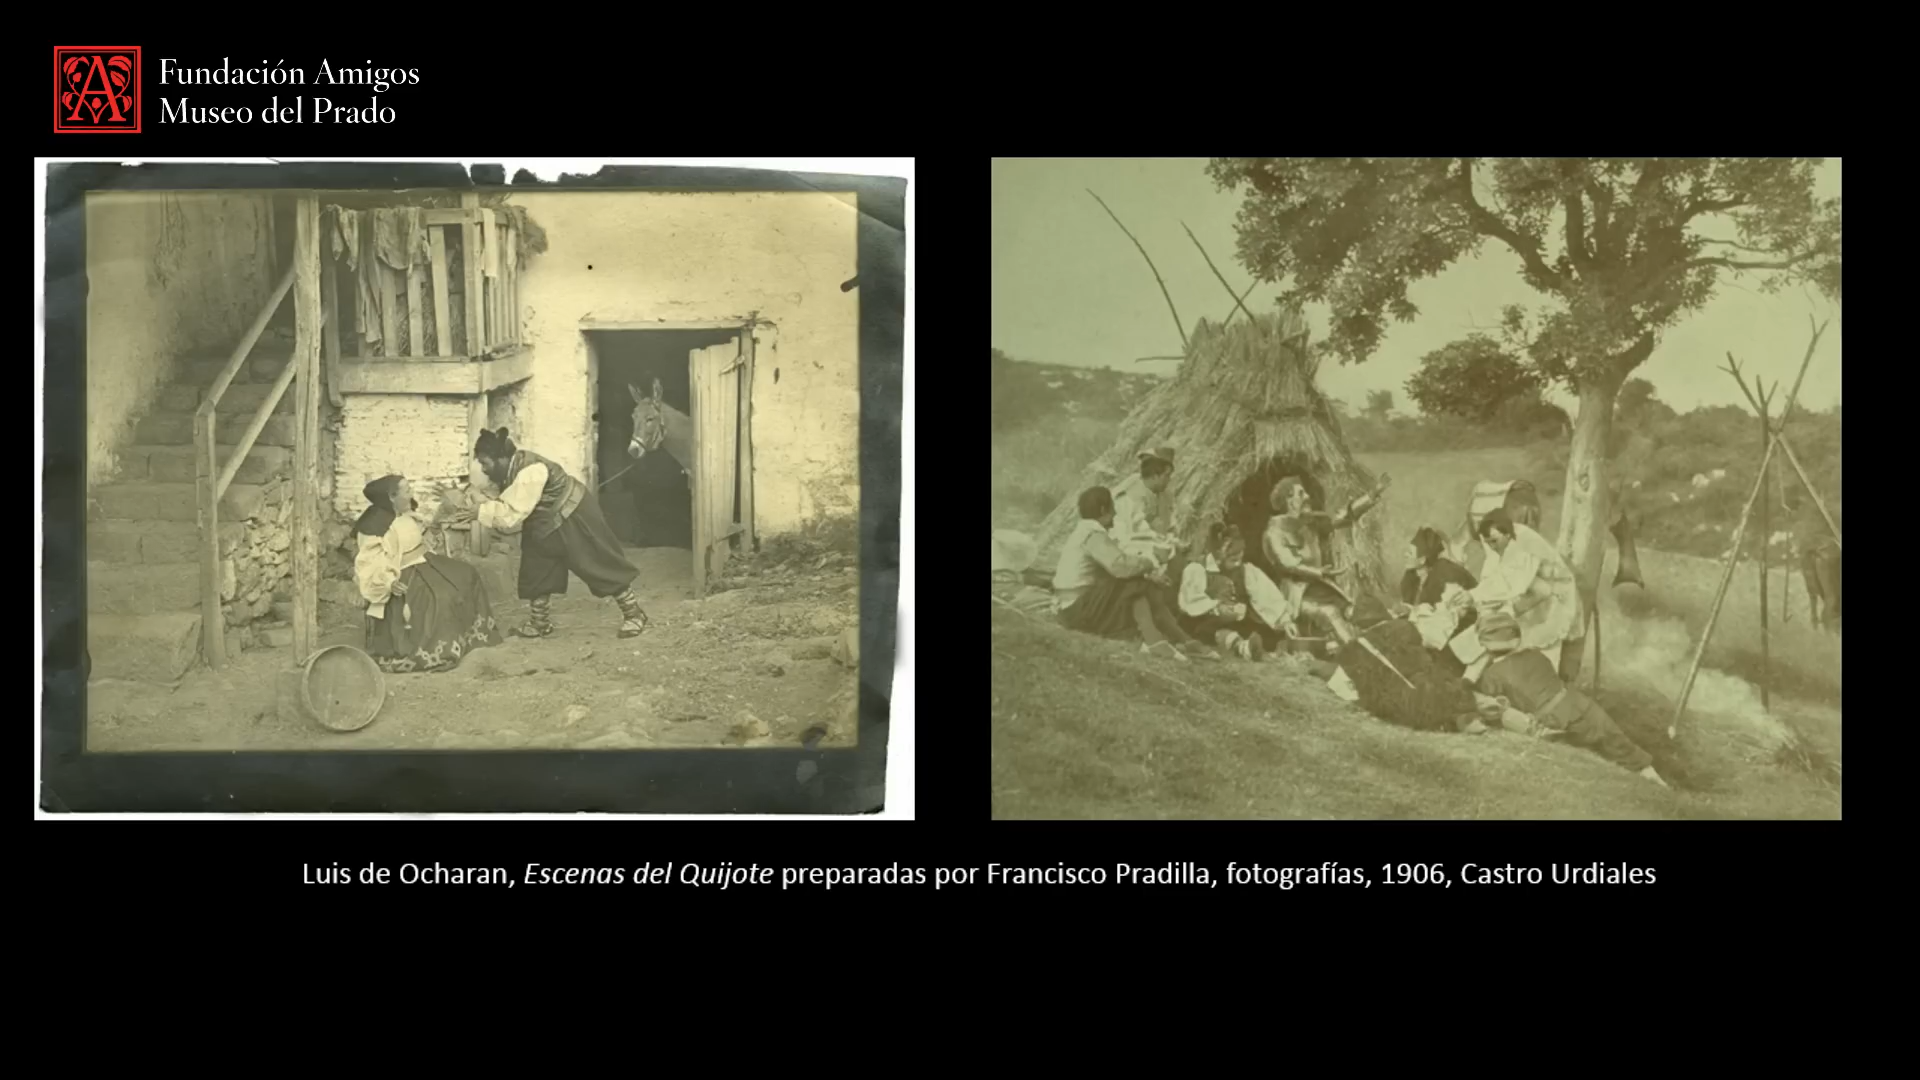 Fundación Amigos
Museo del Prado
Luis de Ocharan, Escenas del Quijote preparadas por Francisco Pradilla, fotografías, 1906, Castro Urdiales